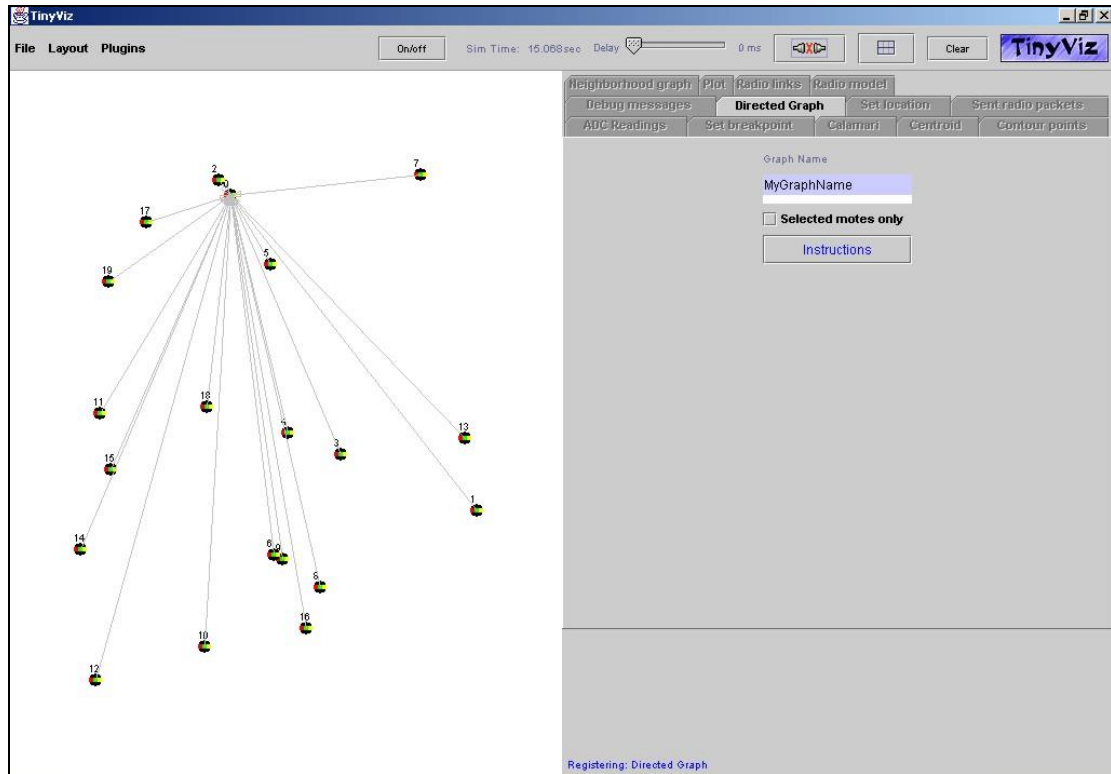 TinyViz
File Layout Plugins On/off Sim Time: 15.068sec Delay 0 ms Clear TinyViz
Neighborhood graph Plot Radio links Radio model
Debug messages Directed Graph Set location Sent radio packets
ADC Readings Set breakpoint Calamari Centroid Contour points
Graph Name
MyGraphName
Selected motes only
Instructions
2
7
0
17
5
19
11
18
4
13
3
15
1
14
6
9
8
16
10
12
Registering: Directed Graph